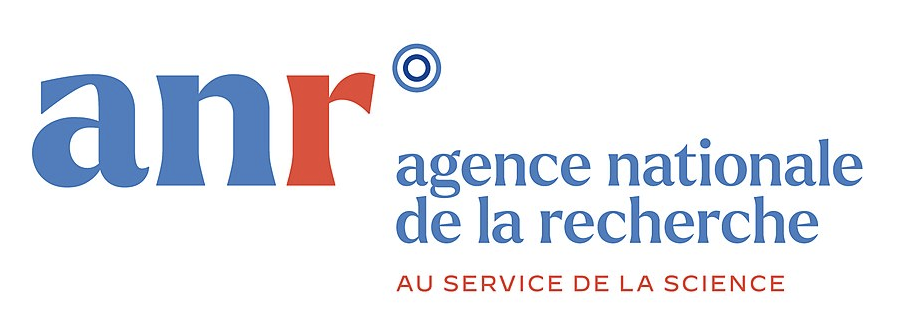 anr
agence nationale
de la recherche
AU SERVICE DE LA SCIENCE